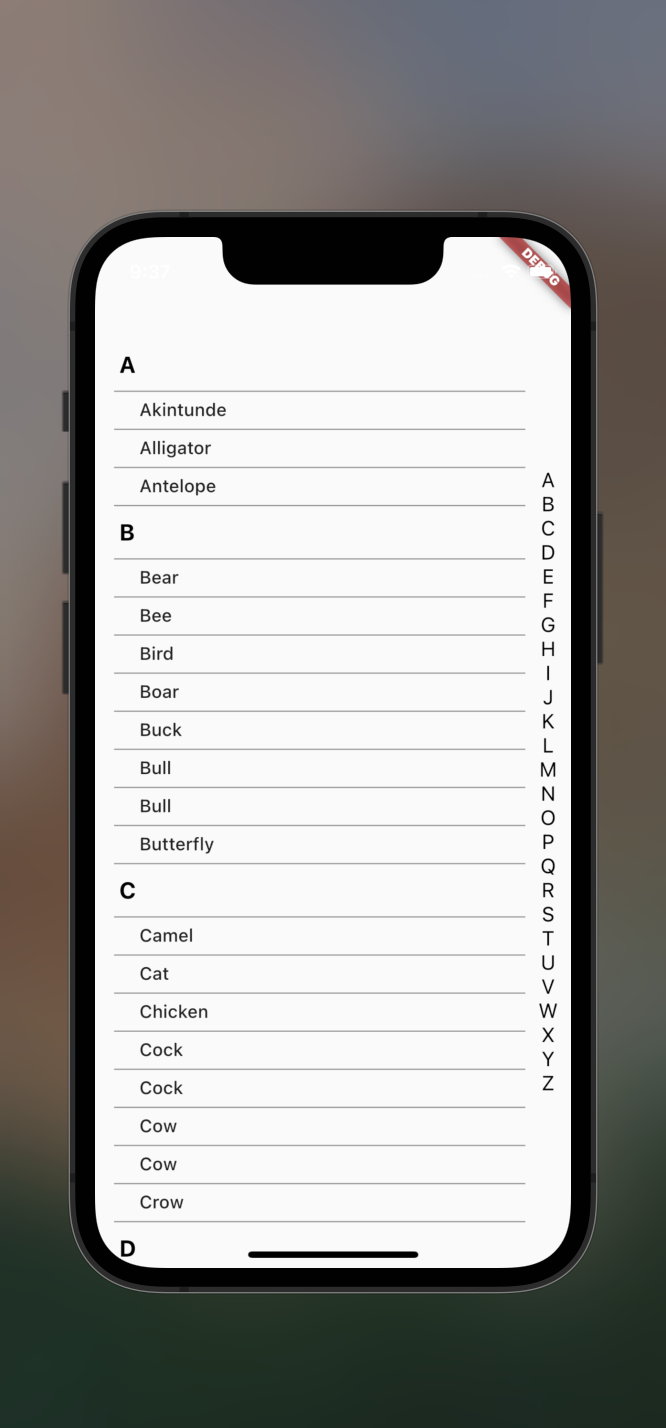 9:37
DEBUG
A
Akintunde
Alligator
Antelope
B
Bear
Bee
Bird
Boar
Buck
Bull
Bull
Butterfly
C
Camel
Cat
Chicken
Cock
Cock
Cow
Cow
Crow
D
A
B
C
D
E
F
G
H
I
J
K
L
M
N
O
P
Q
R
S
T
U
V
W
X
Y
Z